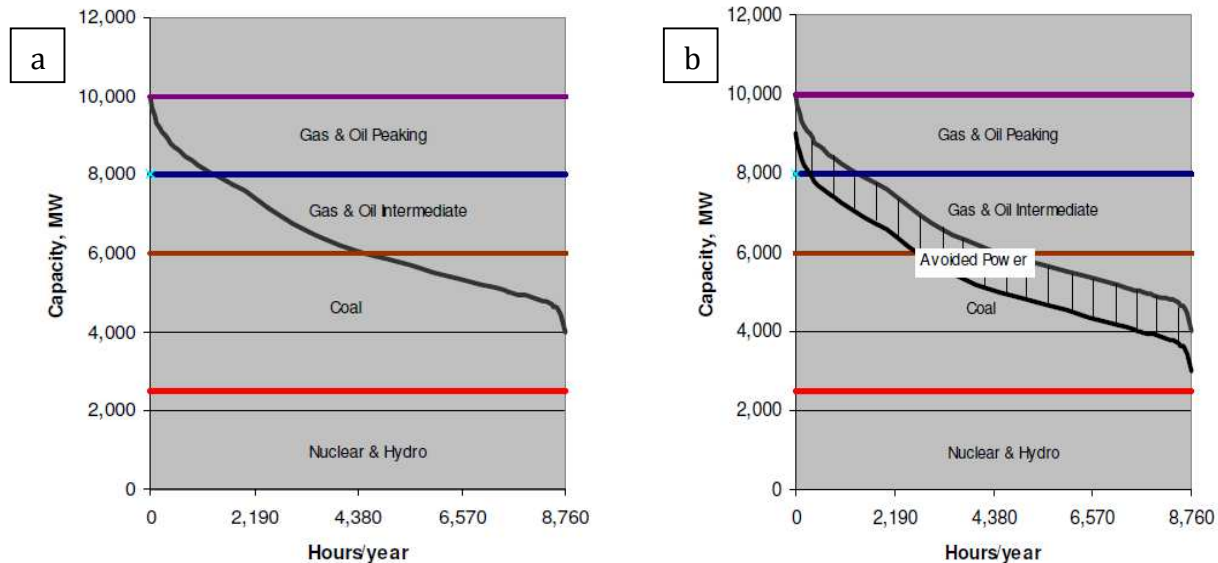 a
12,000
10,000
8,000
6,000
4,000
2,000
0
Capacity, MW
Gas & Oil Peaking
Gas & Oil Intermediate
Coal
Nuclear & Hydro
0 2,190 4,380 6,570 8,760
Hours/year
b
12,000
10,000
8,000
6,000
4,000
2,000
0
Capacity, MW
Gas & Oil Peaking
Gas & Oil Intermediate
Avoided Power
Coal
Nuclear & Hydro
0 2,190 4,380 6,570 8,760
Hours/year